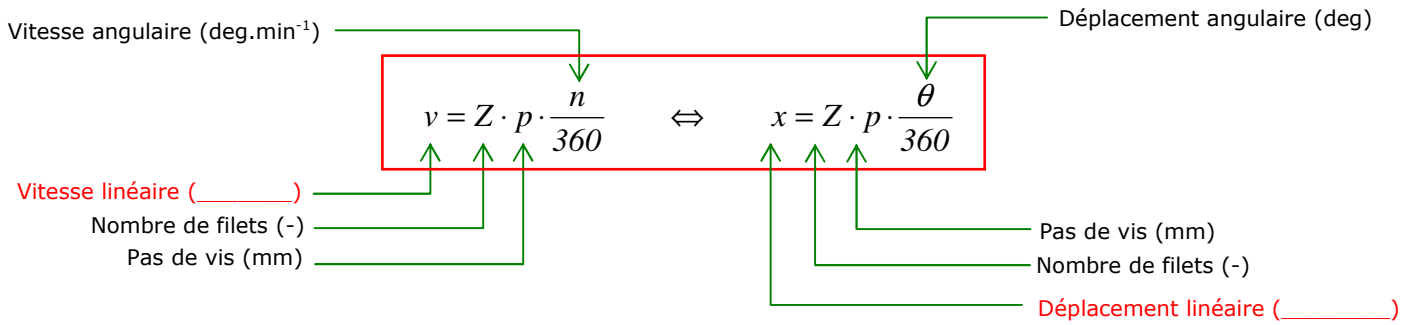 Vitesse angulaire (deg.min⁻¹)
Déplacement angulaire (deg)
v = Z · p · n/360 ⇔ x = Z · p · θ/360
Vitesse linéaire (_______)
Nombre de filets (-)
Pas de vis (mm)
Pas de vis (mm)
Nombre de filets (-)
Déplacement linéaire (________)